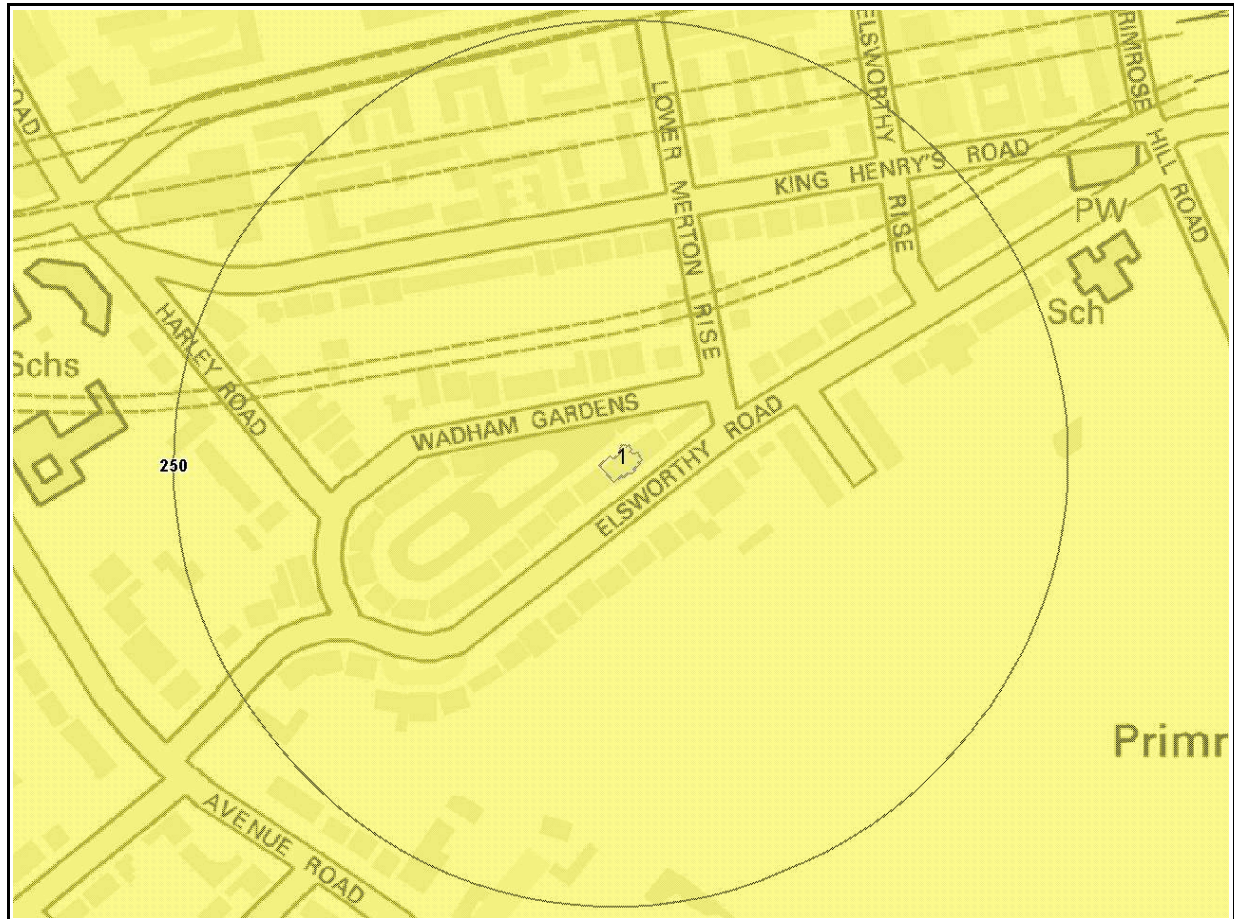 ELSWORTHY
RISE
PRIMROSE
HILL ROAD
OAD
LOWER MERTON RISE
KING HENRY'S ROAD
PW
Sch
HARLEY ROAD
Schs
WADHAM GARDENS
1
ELSWORTHY ROAD
250
Primr
AVENUE ROAD